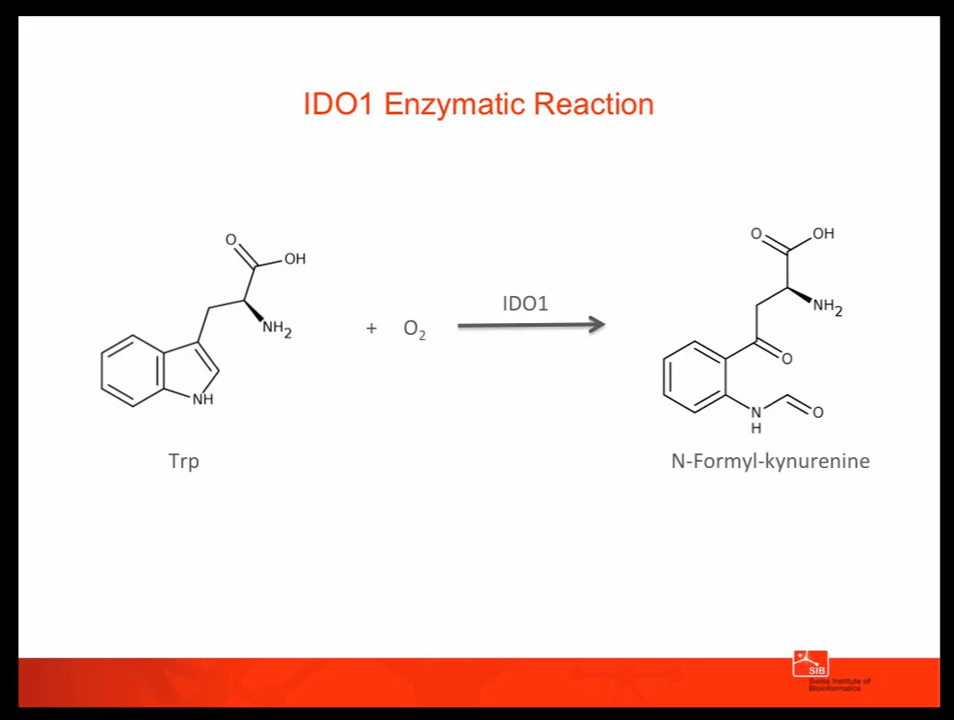 IDO1 Enzymatic Reaction
O
OH
NH₂
NH
Trp
+ O₂
IDO1
O
OH
NH₂
O
N
H
O
N-Formyl-kynurenine
SIB
Swiss Institute of
Bioinformatics